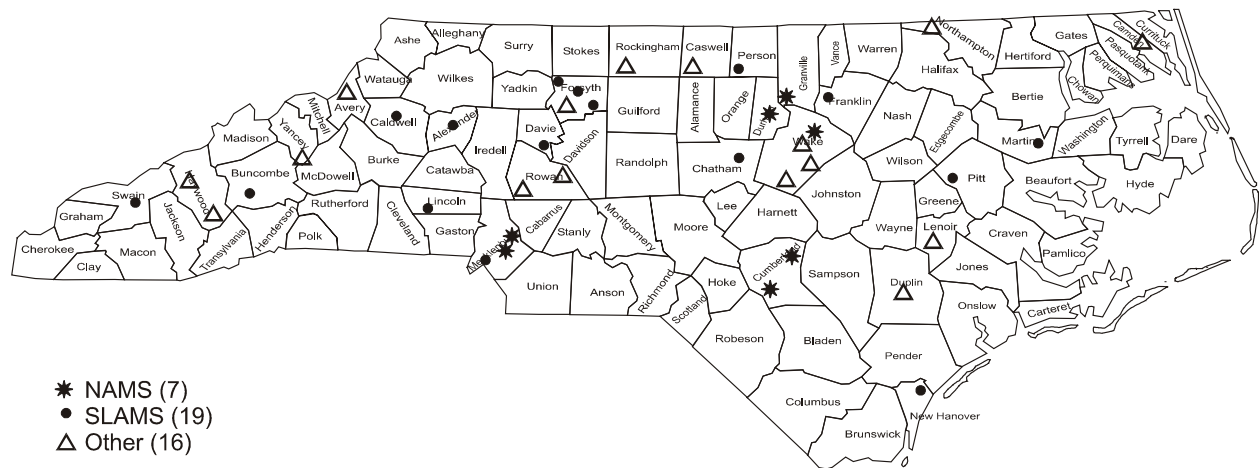 Ashe
Alleghany
Surry
Stokes
Rockingham
Caswell
Person
Granville
Vance
Warren
Northampton
Hertiford
Gates
Camden
Currituck
Pasquotank
Perquimans
Chowan
Watauga
Wilkes
Yadkin
Forsyth
Guilford
Alamance
Orange
Durham
Franklin
Halifax
Bertie
Avery
Mitchell
Yancey
Caldwell
Alexander
Iredell
Davie
Davidson
Randolph
Chatham
Wake
Nash
Edgecombe
Martin
Washington
Tyrrell
Dare
Madison
Buncombe
McDowell
Burke
Catawba
Rowan
Wilson
Pitt
Beaufort
Hyde
Swain
Haywood
Graham
Jackson
Cherokee
Clay
Macon
Transylvania
Henderson
Polk
Rutherford
Cleveland
Lincoln
Gaston
Mecklenburg
Cabarrus
Stanly
Montgomery
Moore
Lee
Harnett
Johnston
Wayne
Greene
Lenoir
Craven
Pamlico
Jones
Union
Anson
Richmond
Scotland
Hoke
Cumberland
Sampson
Duplin
Onslow
Carteret
Robeson
Bladen
Pender
Columbus
Brunswick
New Hanover
NAMS (7)
SLAMS (19)
Other (16)